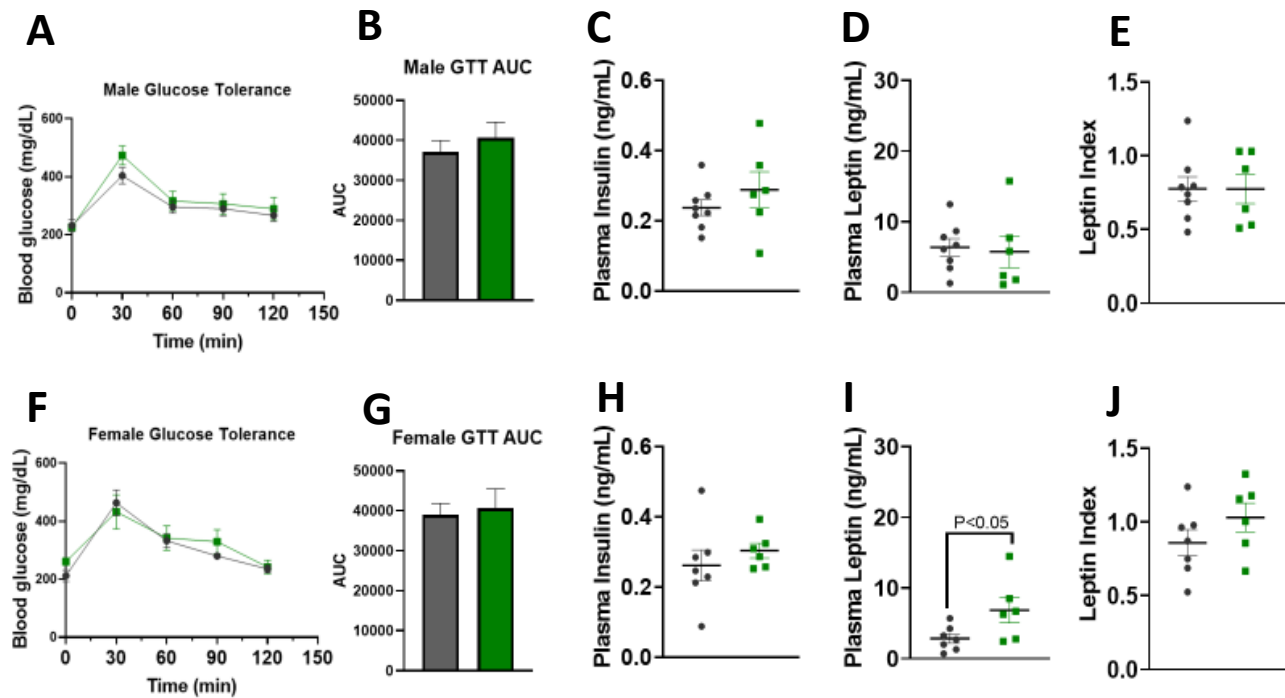 A
B
C
D
E
Male Glucose Tolerance
Blood glucose (mg/dL)
600
400
200
0
0 30 60 90 120 150
Time (min)
Male GTT AUC
AUC
50000
40000
30000
20000
10000
0
Plasma Insulin (ng/mL)
0.6
0.4
0.2
0.0
Plasma Leptin (ng/mL)
30
20
10
0
Leptin Index
1.5
1.0
0.5
0.0
F
G
H
I
J
Female Glucose Tolerance
Blood glucose (mg/dL)
600
400
200
0
0 30 60 90 120 150
Time (min)
Female GTT AUC
AUC
50000
40000
30000
20000
10000
0
Plasma Insulin (ng/mL)
0.6
0.4
0.2
0.0
Plasma Leptin (ng/mL)
30
20
10
0
P<0.05
Leptin Index
1.5
1.0
0.5
0.0